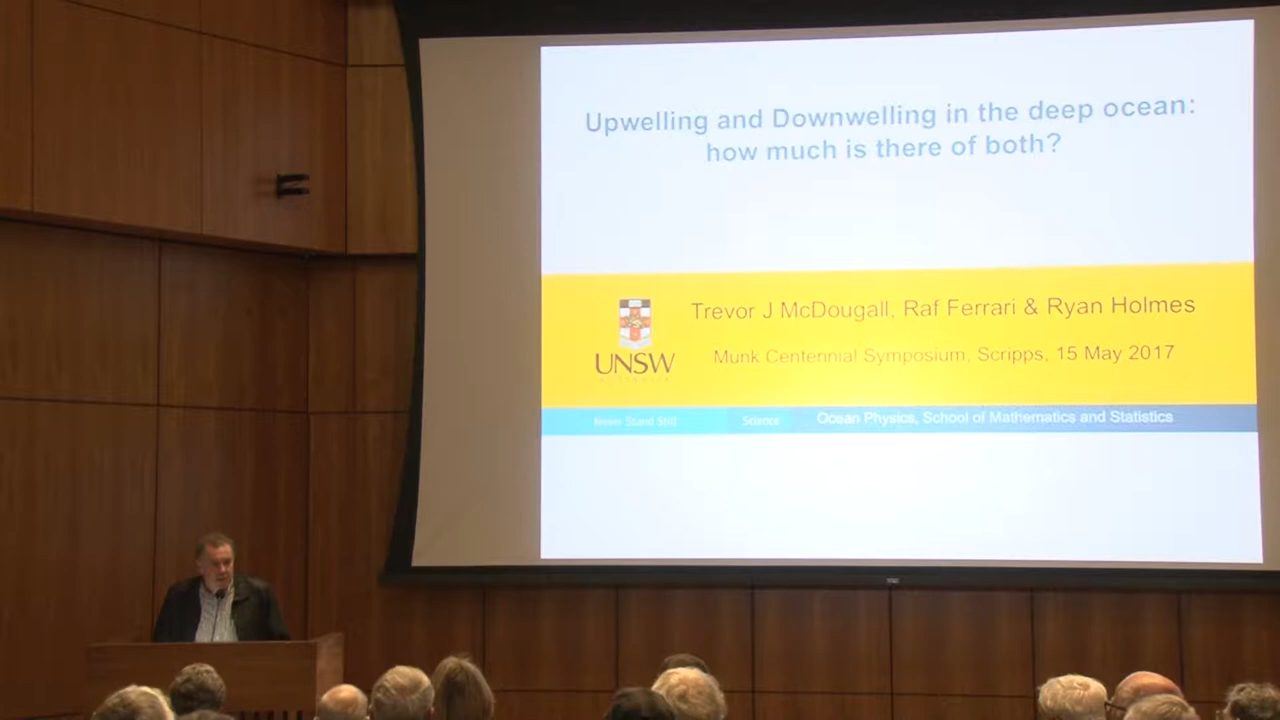 Upwelling and Downwelling in the deep ocean:
how much is there of both?
Trevor J McDougall, Raf Ferrari & Ryan Holmes
UNSW
AUSTRALIA
Munk Centennial Symposium, Scripps, 15 May 2017
Never Stand Still
Science
Ocean Physics, School of Mathematics and Statistics